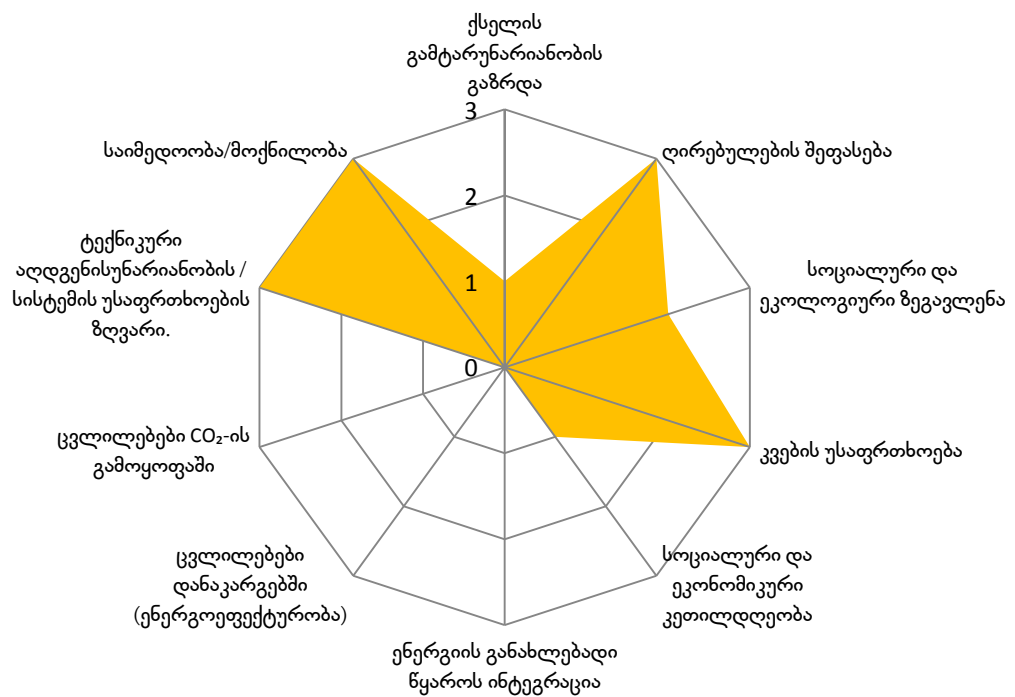 ქსელის
გამტარუნარიანობის
გაზრდა
3
2
1
0
ღირებულების შეფასება
სოციალური და
ეკოლოგიური ზეგავლენა
კვების უსაფრთხოება
სოციალური და
ეკონომიკური
კეთილდღეობა
ენერგიის განახლებადი
წყაროს ინტეგრაცია
ცვლილებები
დანაკარგებში
(ენერგოეფექტურობა)
ცვლილებები CO₂-ის
გამოყოფაში
ტექნიკური
აღდგენისუნარიანობის /
სისტემის უსაფრთხოების
ზღვარი.
საიმედოობა/მოქნილობა